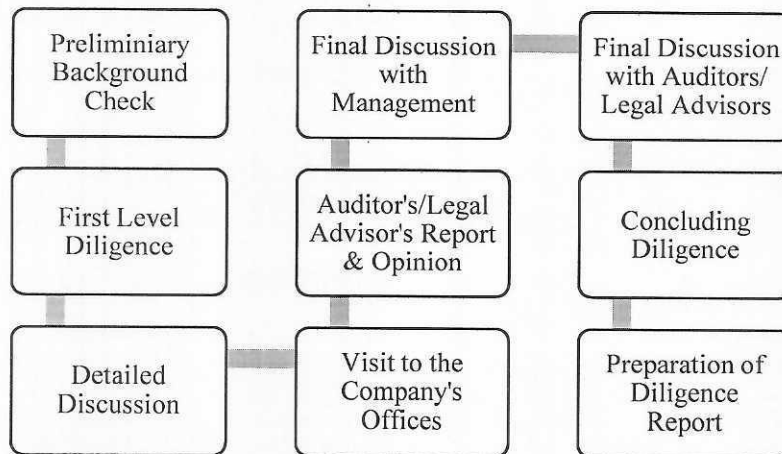 Preliminiary
Background
Check
First Level
Diligence
Detailed
Discussion
Visit to the
Company's
Offices
Auditor's/Legal
Advisor's Report
& Opinion
Final Discussion
with
Management
Final Discussion
with Auditors/
Legal Advisors
Concluding
Diligence
Preparation of
Diligence
Report